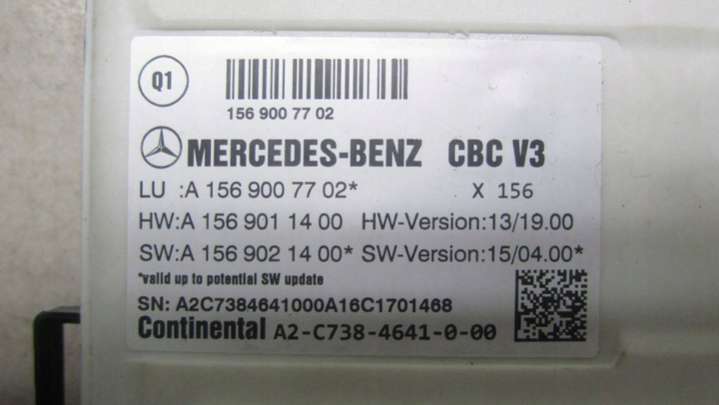 Q1
156 900 77 02
MERCEDES-BENZ CBC V3
LU :A 156 900 77 02* X 156
HW:A 156 901 14 00 HW-Version:13/19.00
SW:A 156 902 14 00* SW-Version:15/04.00*
*valid up to potential SW update
SN: A2C7384641000A16C1701468
Continental A2-C738-4641-0-00